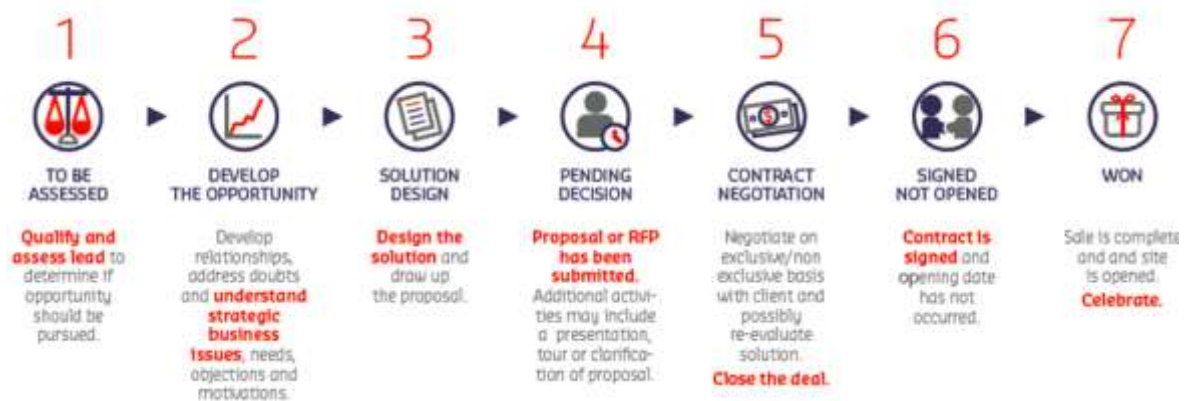 1
TO BE
ASSESSED
Qualify and
assess lead to
determine if
opportunity
should be
pursued.
2
DEVELOP
THE OPPORTUNITY
Develop
relationships,
address doubts
and understand
strategic
business
issues, needs,
objections and
motivations.
3
SOLUTION
DESIGN
Design the
solution and
draw up
the proposal.
4
PENDING
DECISION
Proposal or RFP
has been
submitted.
Additional activi-
ties may include
a presentation,
tour or clarifica-
tion of proposal.
5
$
CONTRACT
NEGOTIATION
Negotiate on
exclusive/non
exclusive basis
with client and
possibly
re-evaluate
solution.
Close the deal.
6
SIGNED
NOT OPENED
Contract is
signed and
opening date
has not
occurred.
7
WON
Sale is complete
and and site
is opened.
Celebrate.